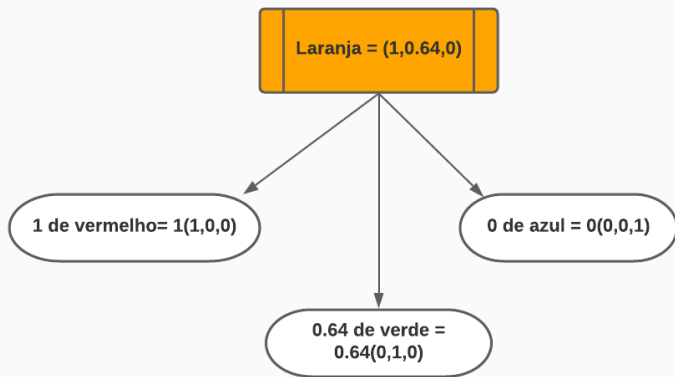 Laranja = (1,0.64,0)
1 de vermelho= 1(1,0,0)
0 de azul = 0(0,0,1)
0.64 de verde =
0.64(0,1,0)